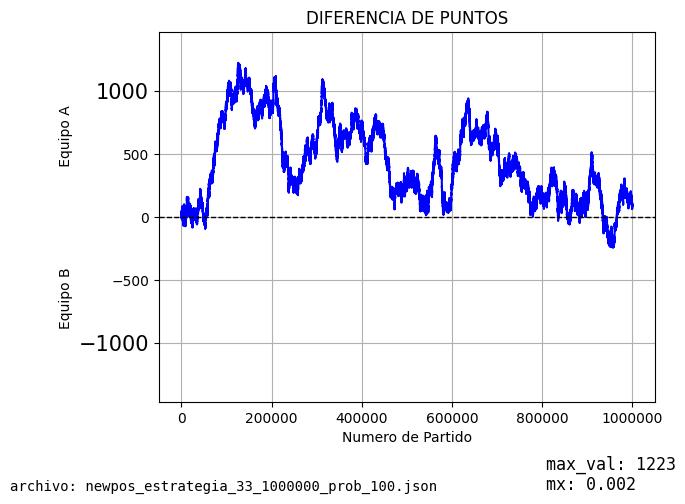 DIFERENCIA DE PUNTOS
Equipo A
Equipo B
1000
500
0
−500
−1000
0
200000
400000
600000
800000
1000000
Numero de Partido
max_val: 1223
archivo: newpos_estrategia_33_1000000_prob_100.json
mx: 0.002